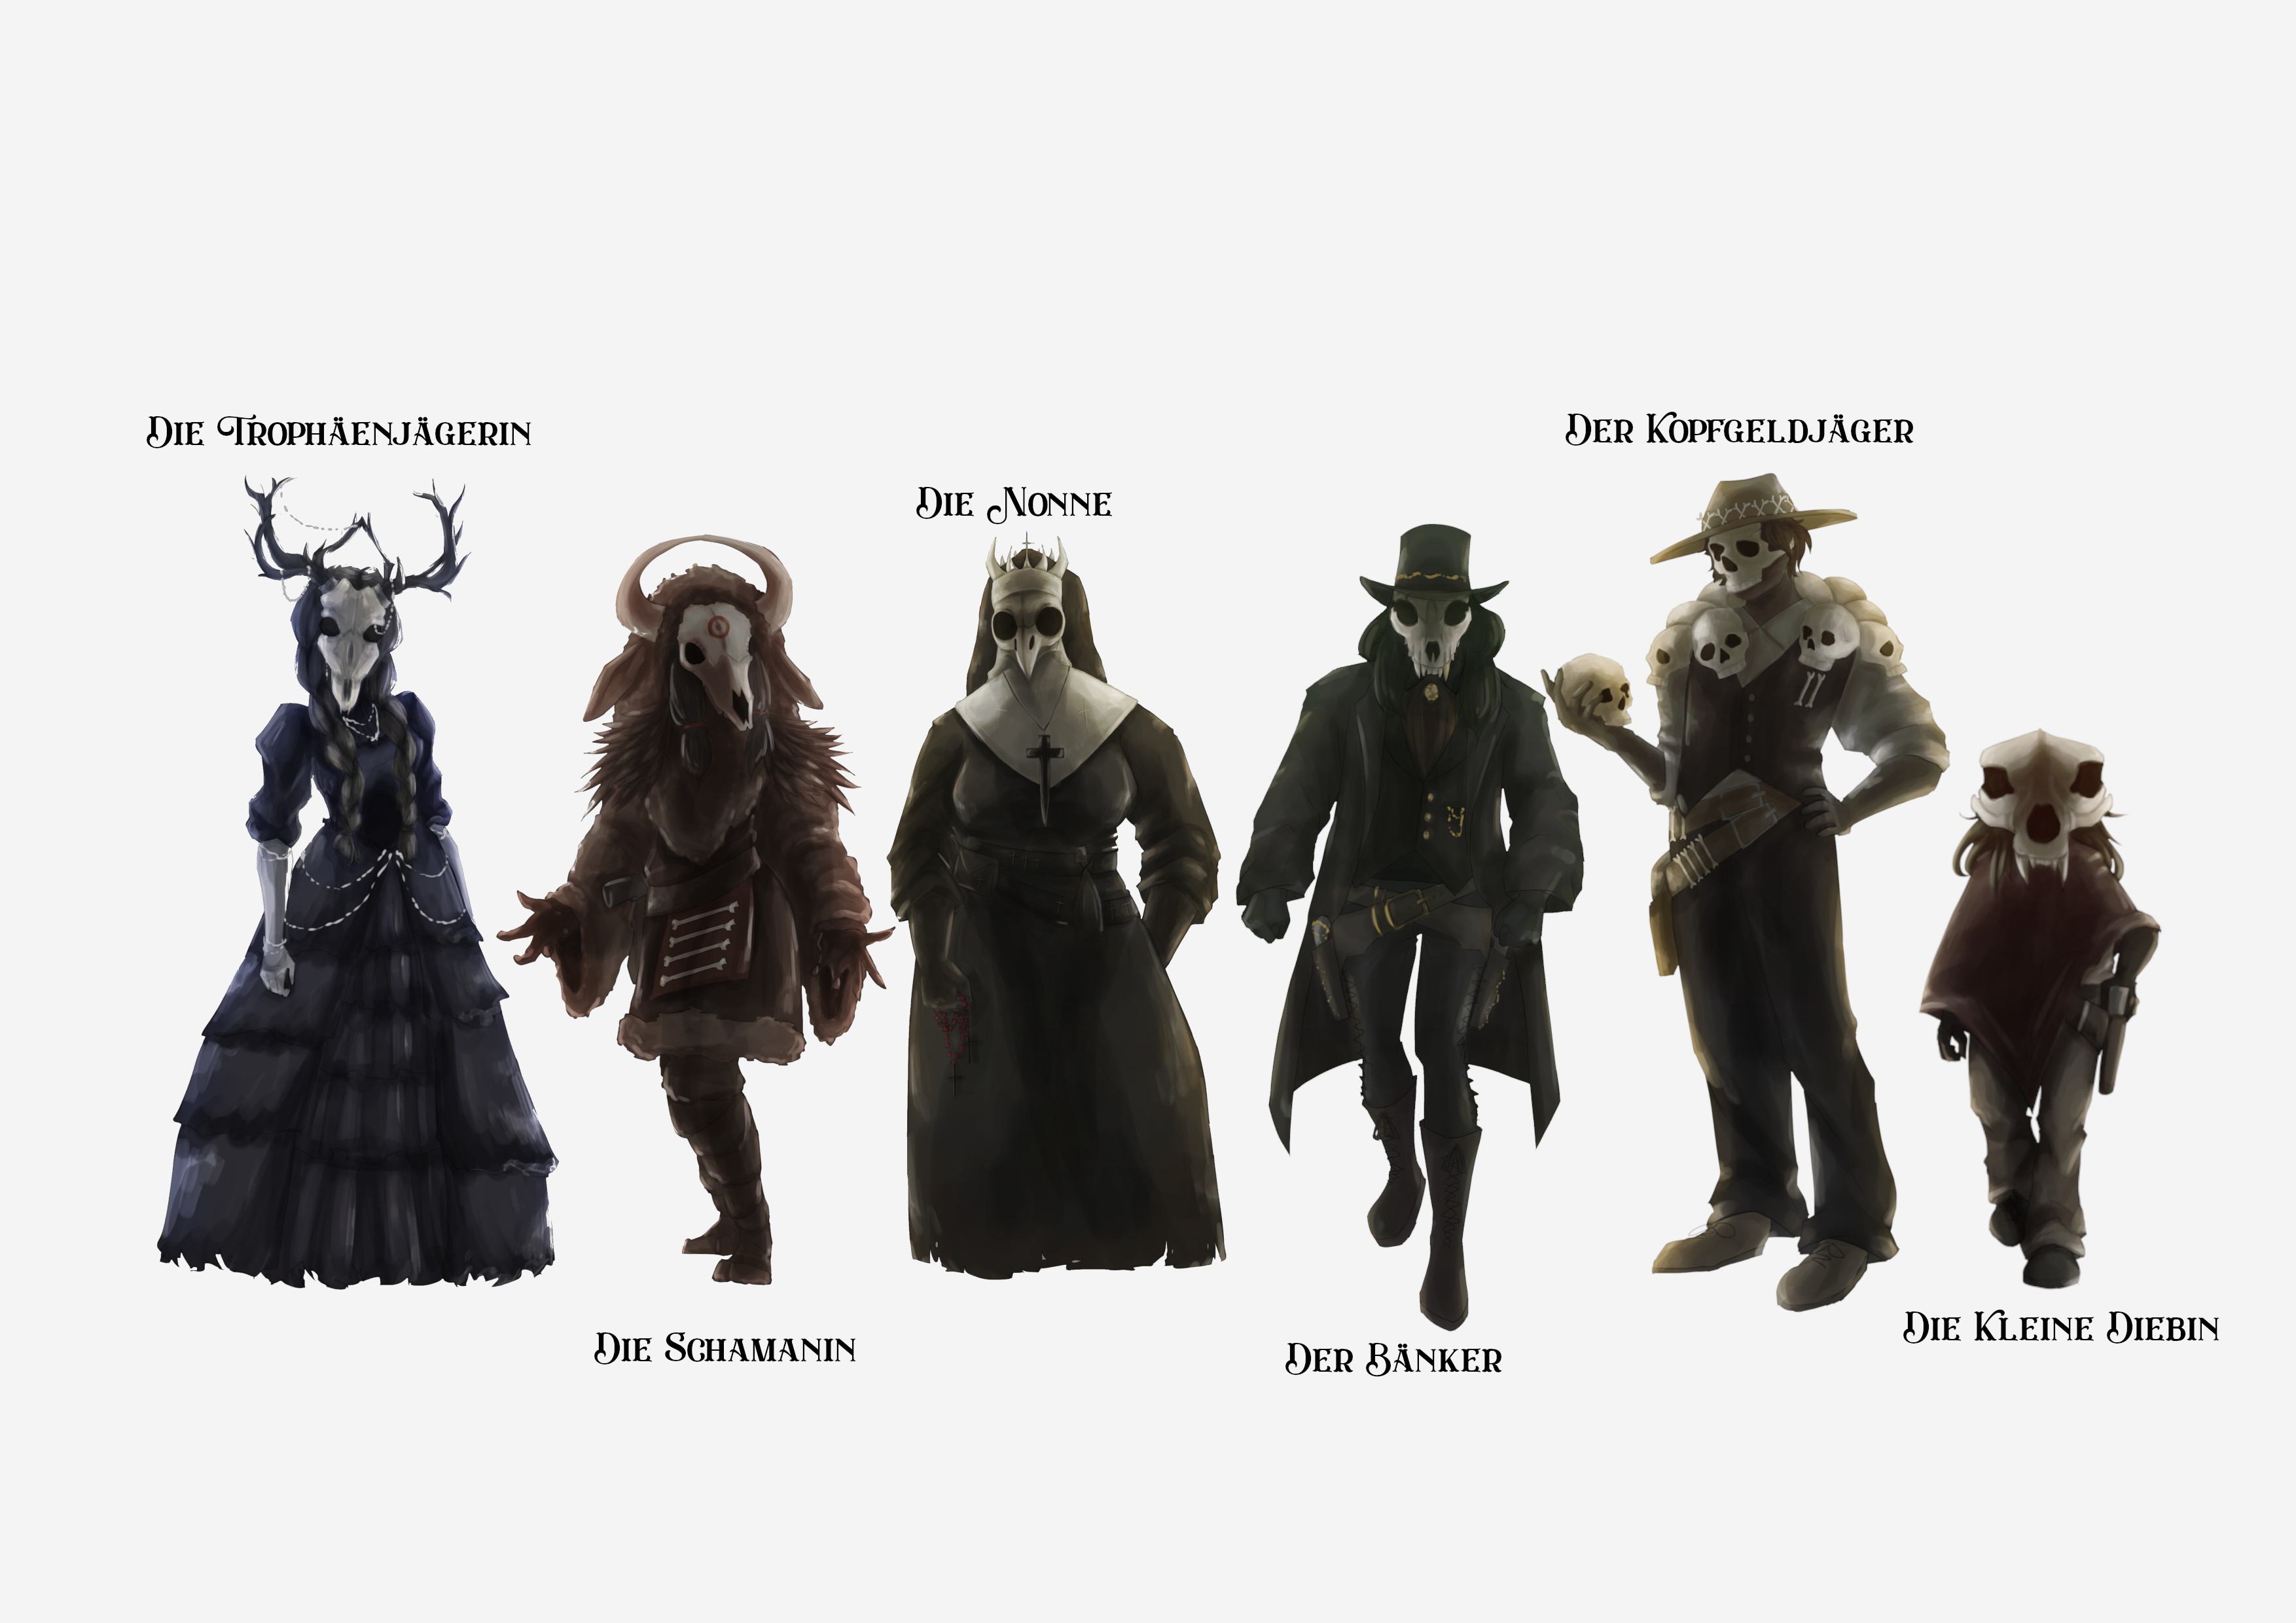 Die Trophäenjägerin
Die Schamanin
Die Nonne
Der Bänker
Der Kopfgeldjäger
Die Kleine Diebin